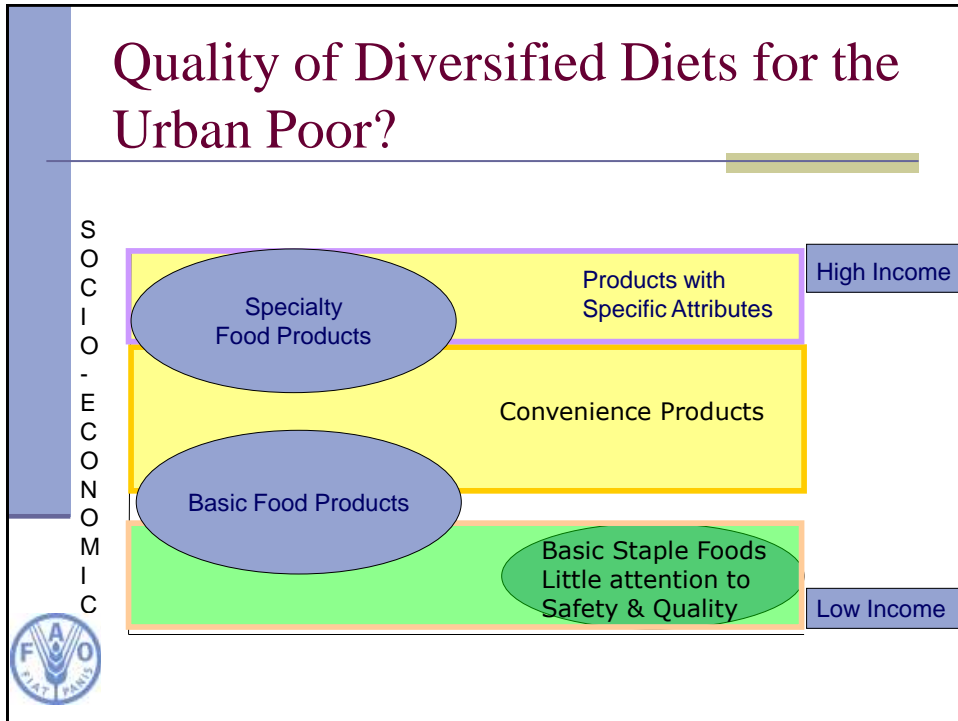 Quality of Diversified Diets for the
Urban Poor?
S
O
C
I
O
-
E
C
O
N
O
M
I
C
Specialty
Food Products
Products with
Specific Attributes
High Income
Convenience Products
Basic Food Products
Basic Staple Foods
Little attention to
Safety & Quality
Low Income
F A O
FIAT PANIS